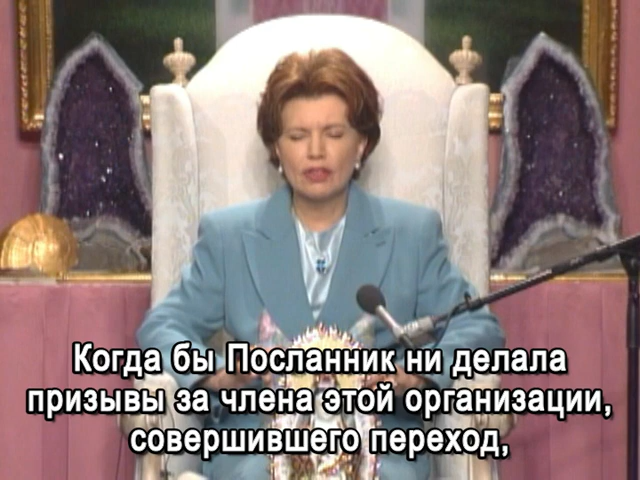 Когда бы Посланник ни делала
призывы за члена этой организации,
совершившего переход,